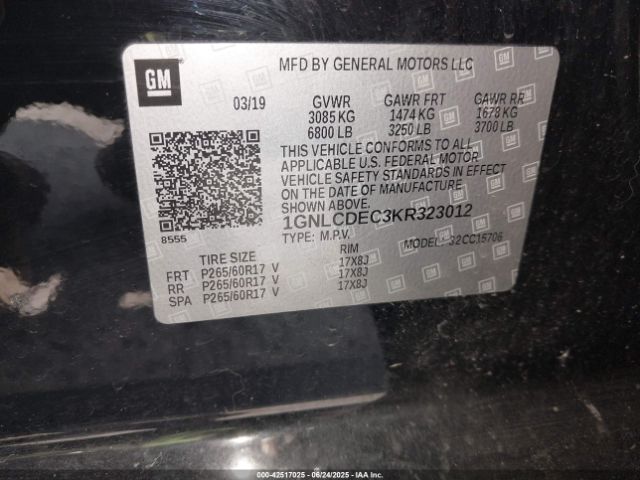 GM
MFD BY GENERAL MOTORS LLC
03/19 GVWR GAWR FRT GAWR RR
3085 KG 1474 KG 1678 KG
6800 LB 3250 LB 3700 LB
THIS VEHICLE CONFORMS TO ALL
APPLICABLE U.S. FEDERAL MOTOR
VEHICLE SAFETY STANDARDS IN EFFECT
ON THE DATE OF MANUFACTURE
SHOWN ABOVE.
1GNLCDEC3KR323012
8555
TYPE: M.P.V. MODEL: S2CC15706
TIRE SIZE RIM
FRT P265/60R17 V 17X8J
RR P265/60R17 V 17X8J
SPA P265/60R17 V 17X8J
000-42517025 - 06/24/2025 - IAA Inc.